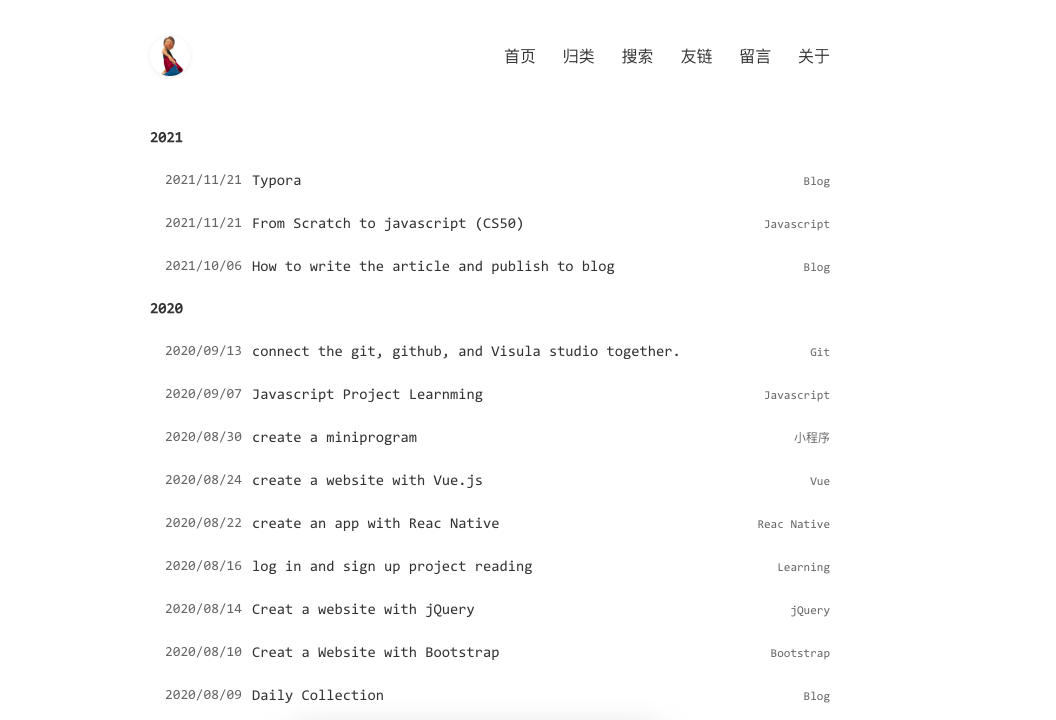 首页 归类 搜索 友链 留言 关于
2021
2021/11/21 Typora Blog
2021/11/21 From Scratch to javascript (CS50) Javascript
2021/10/06 How to write the article and publish to blog Blog
2020
2020/09/13 connect the git, github, and Visula studio together. Git
2020/09/07 Javascript Project Learnming Javascript
2020/08/30 create a miniprogram 小程序
2020/08/24 create a website with Vue.js Vue
2020/08/22 create an app with Reac Native Reac Native
2020/08/16 log in and sign up project reading Learning
2020/08/14 Creat a website with jQuery jQuery
2020/08/10 Creat a Website with Bootstrap Bootstrap
2020/08/09 Daily Collection Blog